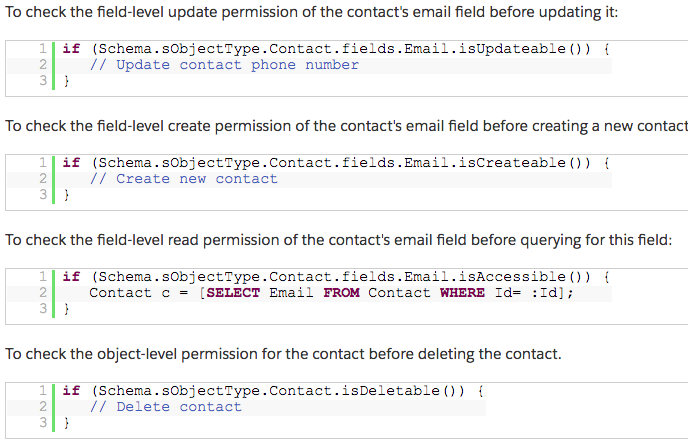 To check the field-level update permission of the contact's email field before updating it:
1 if (Schema.sObjectType.Contact.fields.Email.isUpdateable()) {
2 // Update contact phone number
3 }
To check the field-level create permission of the contact's email field before creating a new contact
1 if (Schema.sObjectType.Contact.fields.Email.isCreateable()) {
2 // Create new contact
3 }
To check the field-level read permission of the contact's email field before querying for this field:
1 if (Schema.sObjectType.Contact.fields.Email.isAccessible()) {
2 Contact c = [SELECT Email FROM Contact WHERE Id= :Id];
3 }
To check the object-level permission for the contact before deleting the contact.
1 if (Schema.sObjectType.Contact.isDeletable()) {
2 // Delete contact
3 }